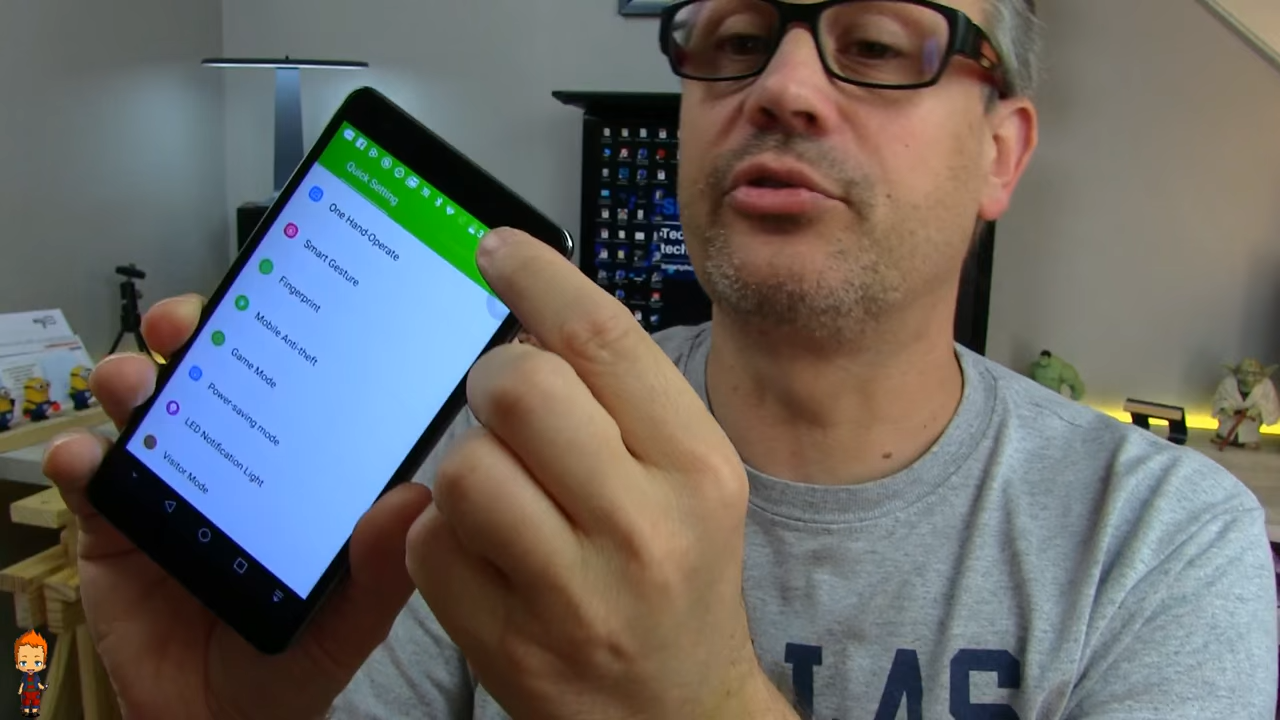 Quick Setting
One Hand-Operate
Smart Gesture
Fingerprint
Mobile Anti-theft
Game Mode
Power-saving mode
LED Notification Light
Visitor Mode